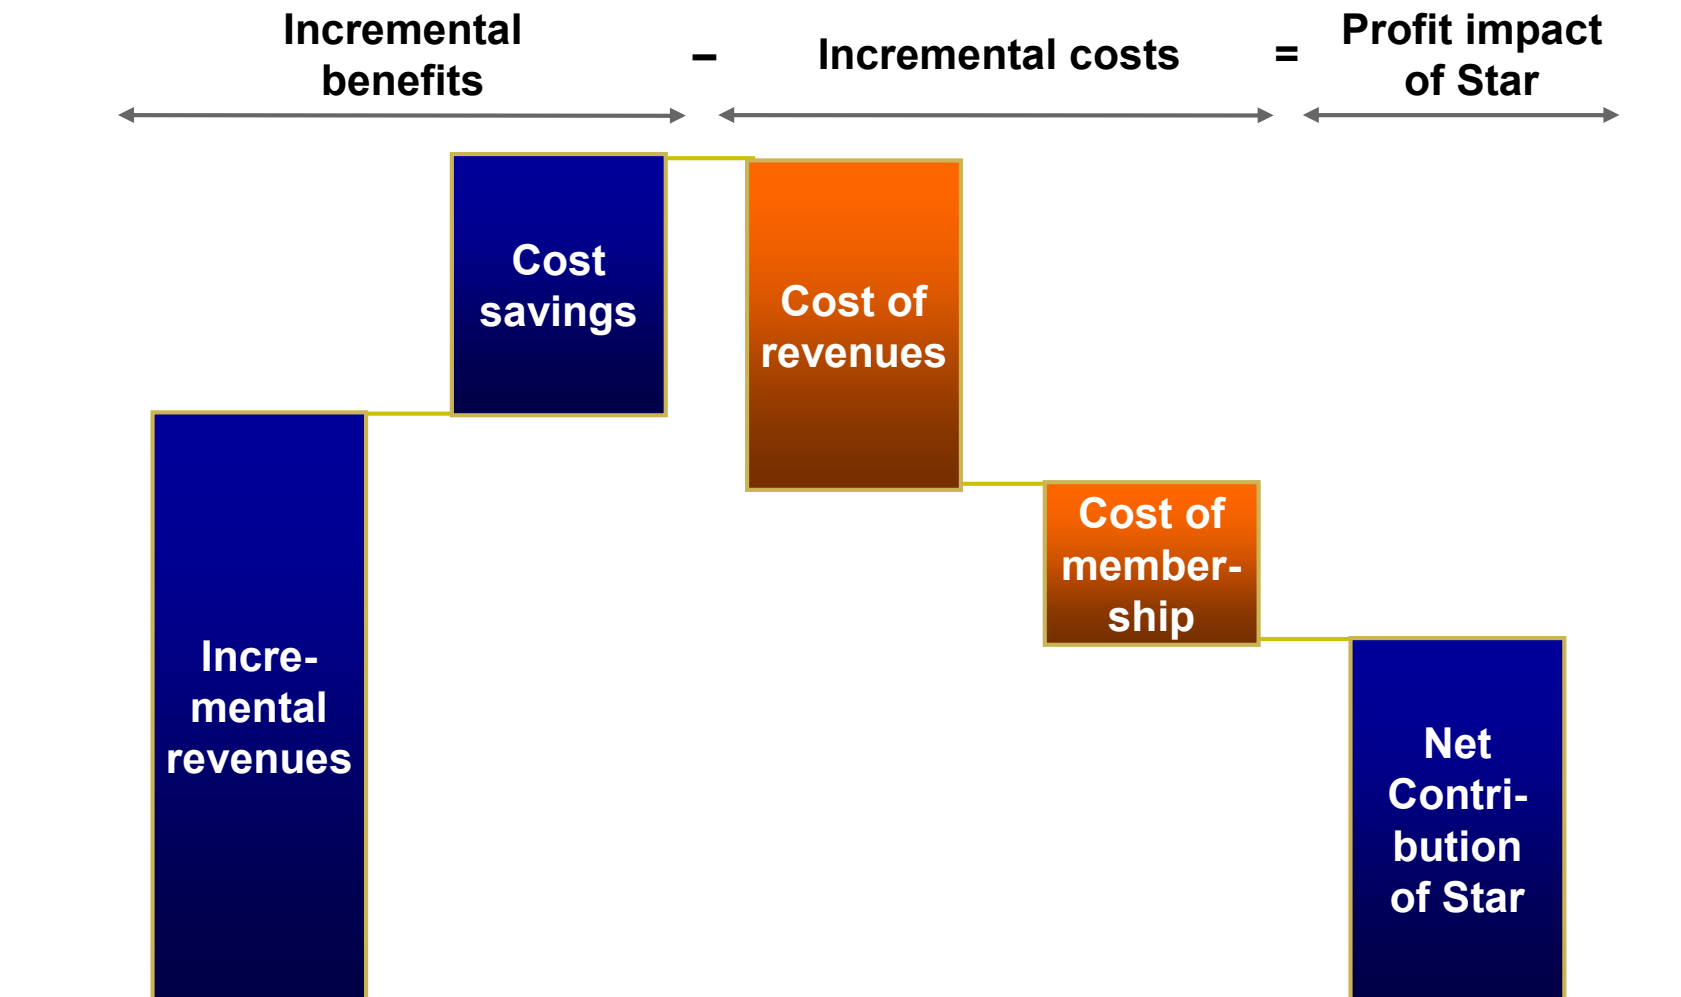 Incremental
benefits
–
Incremental costs
=
Profit impact
of Star
Cost
savings
Cost of
revenues
Cost of
member-
ship
Incre-
mental
revenues
Net
Contri-
bution
of Star